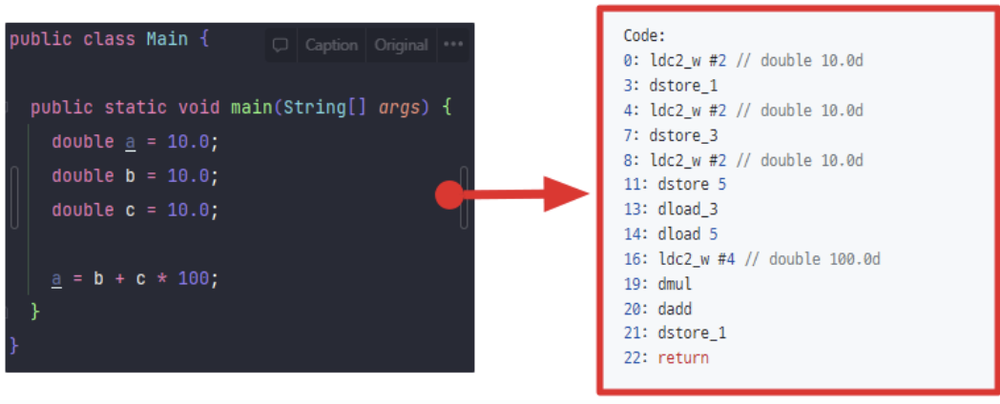 public class Main {
Caption Original •••
public static void main(String[] args) {
double a = 10.0;
double b = 10.0;
double c = 10.0;
a = b + c * 100;
}
}
Code:
0: ldc2_w #2 // double 10.0d
3: dstore_1
4: ldc2_w #2 // double 10.0d
7: dstore_3
8: ldc2_w #2 // double 10.0d
11: dstore 5
13: dload_3
14: dload 5
16: ldc2_w #4 // double 100.0d
19: dmul
20: dadd
21: dstore_1
22: return